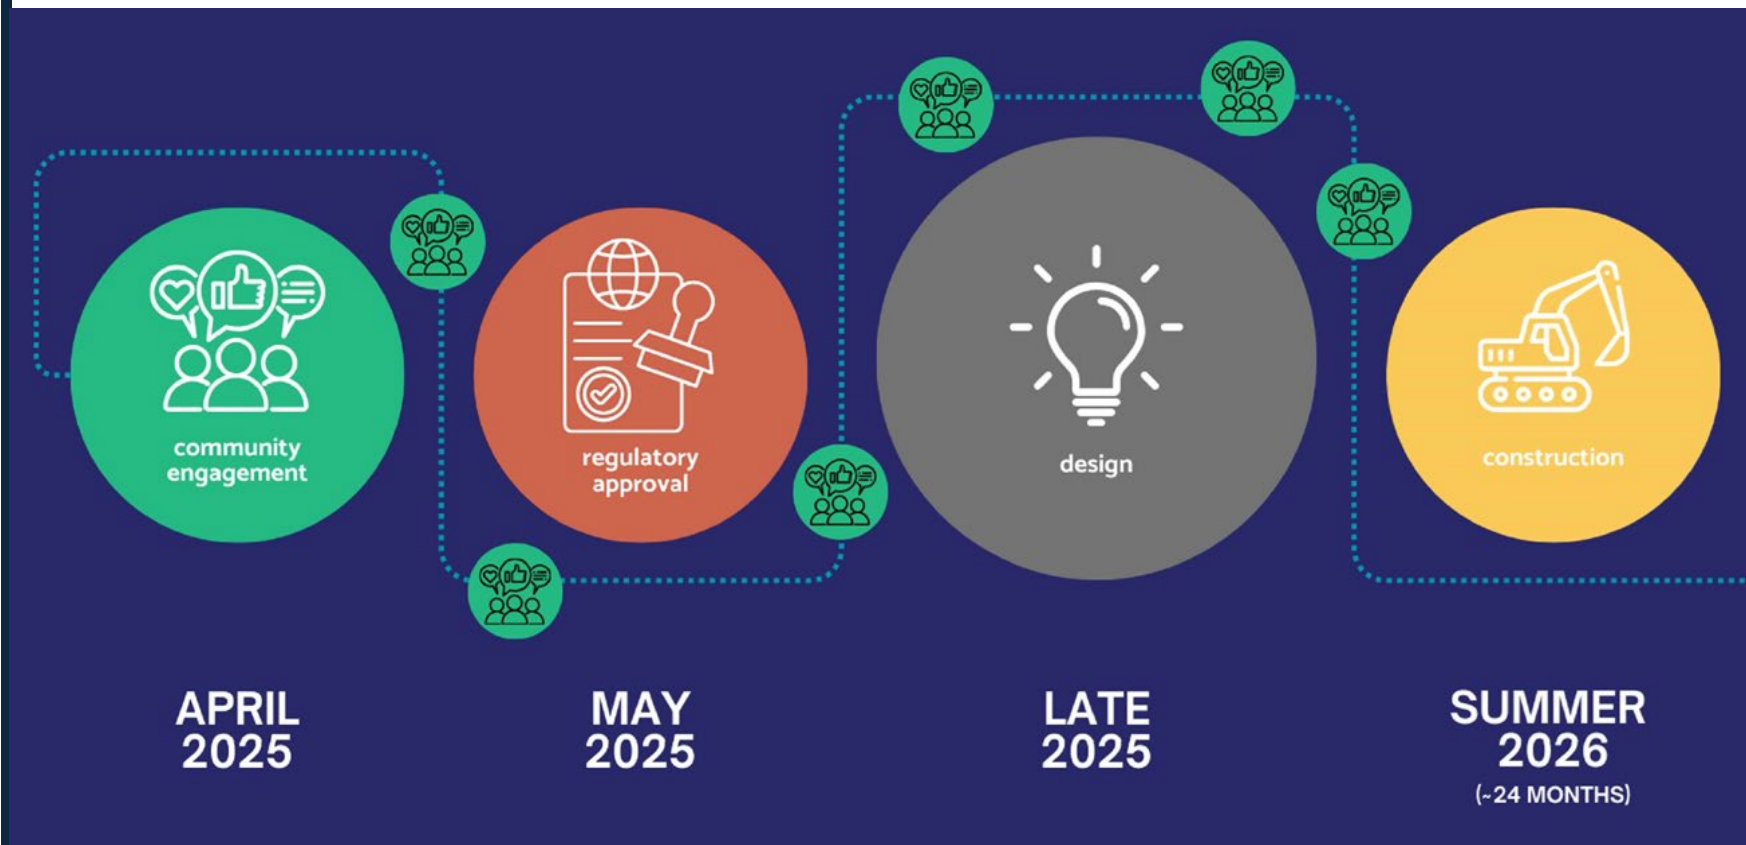 community
engagement
regulatory
approval
design
construction
APRIL
2025
MAY
2025
LATE
2025
SUMMER
2026
(~24 MONTHS)